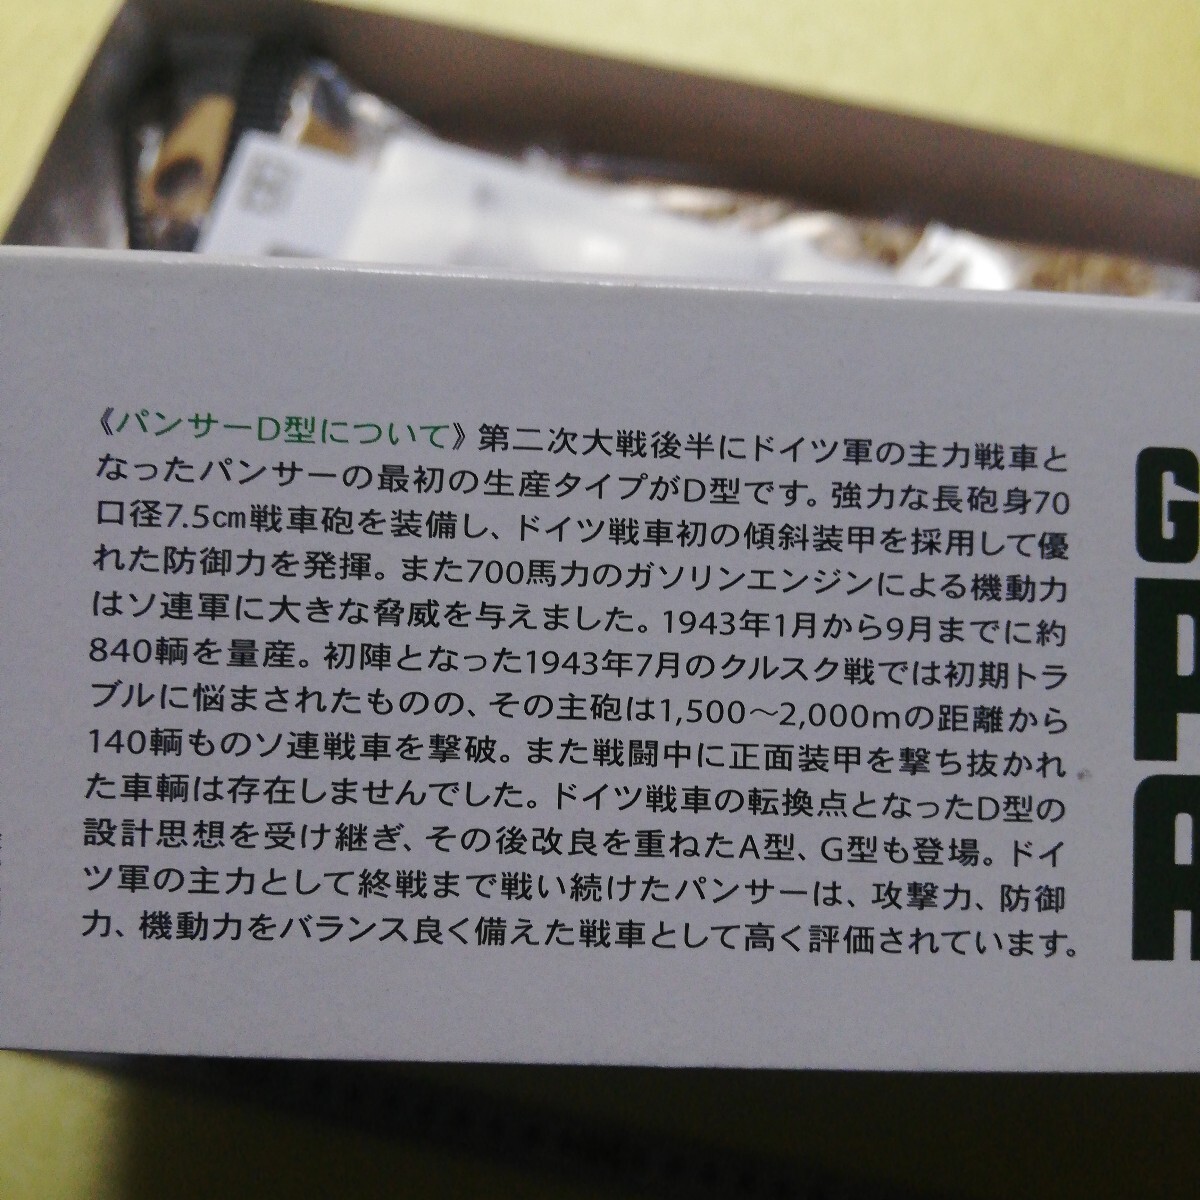 《パンサーD型について》第二次大戦後半にドイツ軍の主力戦車と
なったパンサーの最初の生産タイプがD型です。強力な長砲身70
口径7.5cm戦車砲を装備し、ドイツ戦車初の傾斜装甲を採用して優
れた防御力を発揮。また700馬力のガソリンエンジンによる機動力
はソ連軍に大きな脅威を与えました。1943年1月から9月までに約
840輌を量産。初陣となった1943年7月のクルスク戦では初期トラ
ブルに悩まされたものの、その主砲は1,500〜2,000mの距離から
140輌ものソ連戦車を撃破。また戦闘中に正面装甲を撃ち抜かれ
た車輌は存在しませんでした。ドイツ戦車の転換点となったD型の
設計思想を受け継ぎ、その後改良を重ねたA型、G型も登場。ドイ
ツ軍の主力として終戦まで戦い続けたパンサーは、攻撃力、防御
力、機動力をバランス良く備えた戦車として高く評価されています。
G
P
A